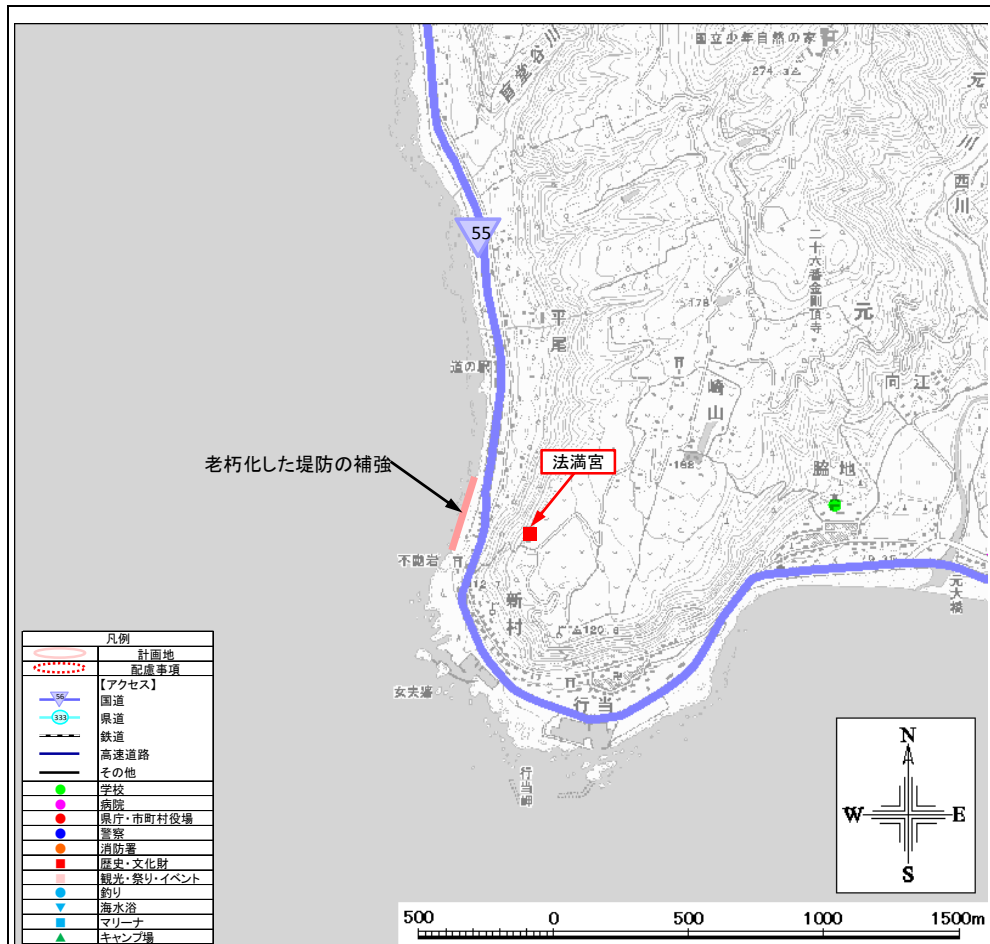 国立少年自然の家
274.3
元
川
西川
55
二十六番金剛頂寺
178
平尾
元
道の駅
向江
崎山
老朽化した堤防の補強
法満宮
168
脇地
不動岩
12.7
新村
120.6
元大橋
女夫碆
行当
行当岬
凡例
計画地
配慮事項
【アクセス】
56 国道
333 県道
鉄道
高速道路
その他
学校
病院
県庁・市町村役場
警察
消防署
歴史・文化財
観光・祭り・イベント
釣り
海水浴
マリーナ
キャンプ場
N
W E
S
500 0 500 1000 1500m